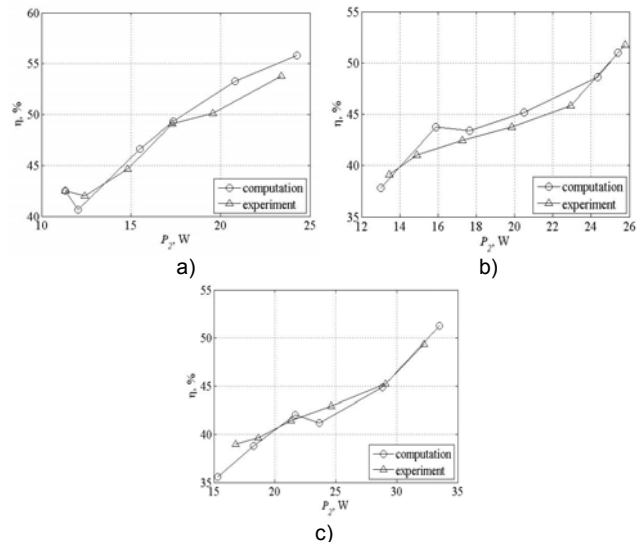 60
55
50
45
40
η, %
computation
experiment
10 15 20 25
P₂, W
a)
55
50
45
40
35
η, %
computation
experiment
12 14 16 18 20 22 24 26
P₂, W
b)
55
50
45
40
35
η, %
computation
experiment
15 20 25 30 35
P₂, W
c)